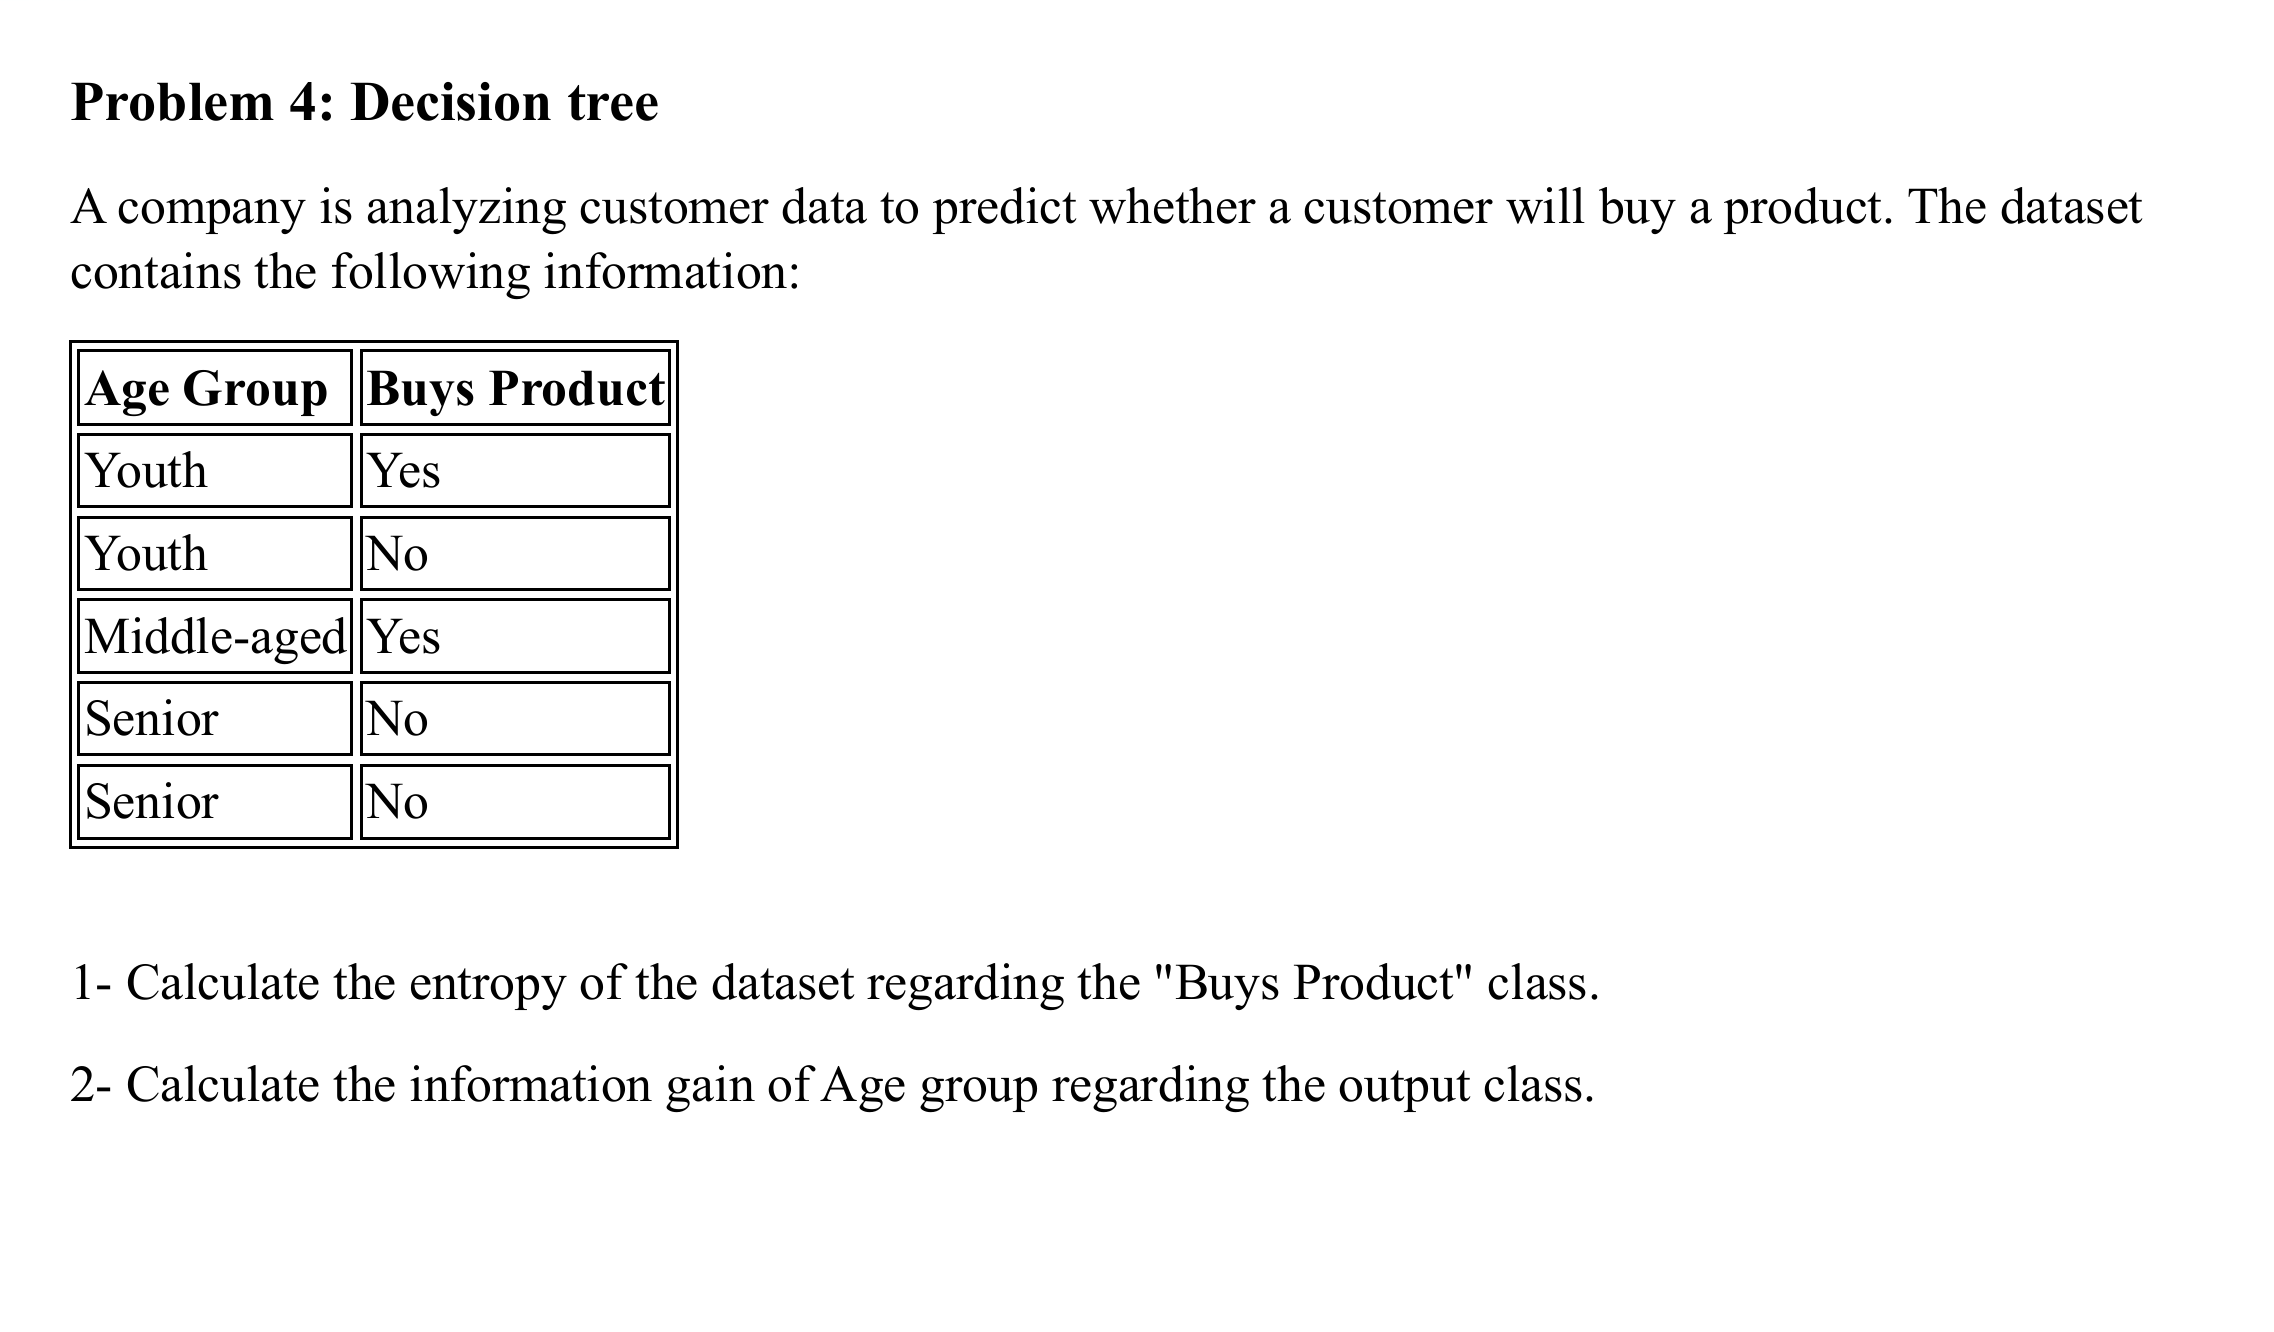 Problem 4: Decision tree
A company is analyzing customer data to predict whether a customer will buy a product. The dataset
contains the following information:
Age Group Buys Product
Youth Yes
Youth No
Middle-aged Yes
Senior No
Senior No
1- Calculate the entropy of the dataset regarding the "Buys Product" class.
2- Calculate the information gain of Age group regarding the output class.